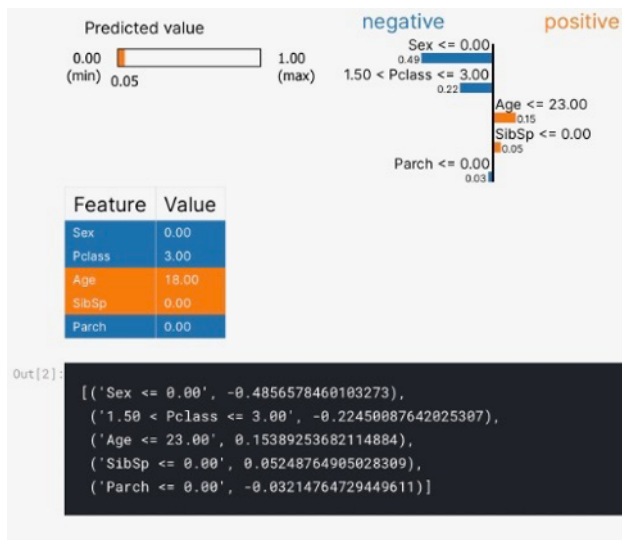 Predicted value
0.00
(min)
0.05
1.00
(max)
negative
positive
Sex <= 0.00
0.49
1.50 < Pclass <= 3.00
0.22
Age <= 23.00
0.15
SibSp <= 0.00
0.05
Parch <= 0.00
0.03
Feature Value
Sex 0.00
Pclass 3.00
Age 18.00
SibSp 0.00
Parch 0.00
Out[2]:
[('Sex <= 0.00', -0.4856578460103273),
('1.50 < Pclass <= 3.00', -0.22450087642025307),
('Age <= 23.00', 0.15389253682114884),
('SibSp <= 0.00', 0.05248764905028309),
('Parch <= 0.00', -0.03214764729449611)]